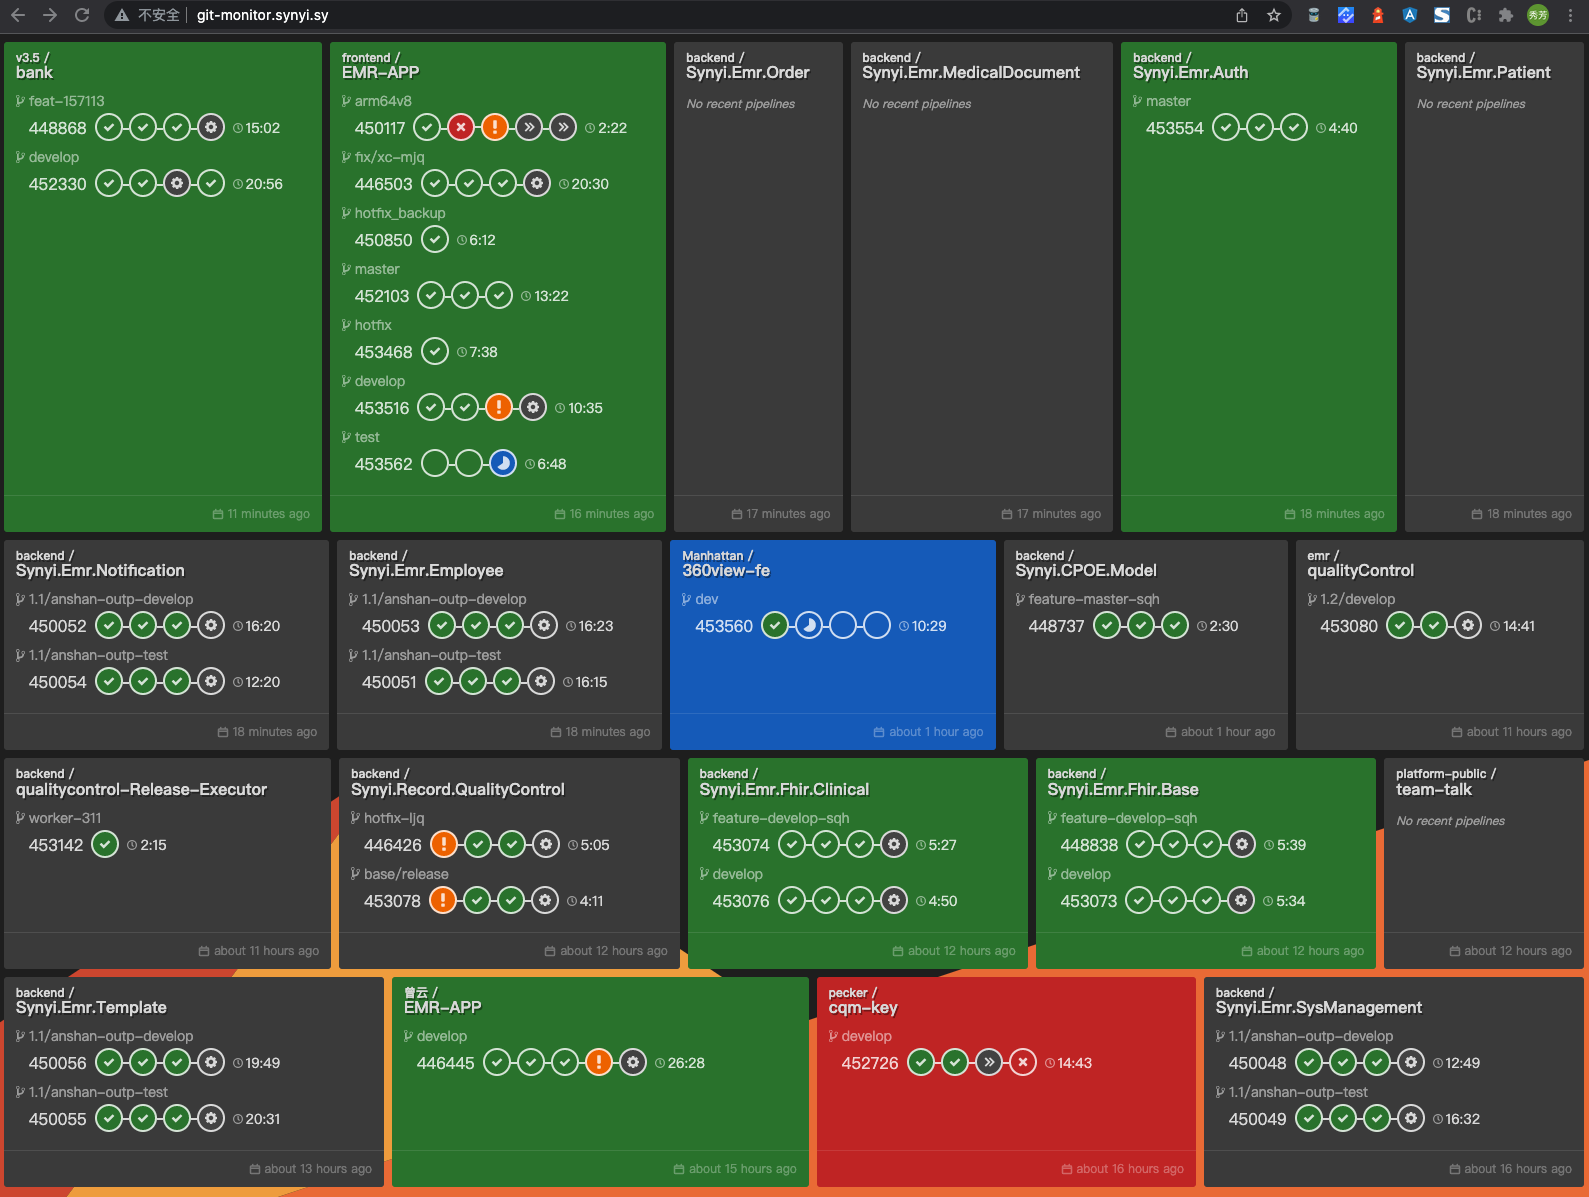 不安全
git-monitor.synyi.sy
秀芳
v3.5 /
bank
feat-157113
448868 15:02
develop
452330 20:56
11 minutes ago
frontend /
EMR-APP
arm64v8
450117 2:22
fix/xc-mjq
446503 20:30
hotfix_backup
450850 6:12
master
452103 13:22
hotfix
453468 7:38
develop
453516 10:35
test
453562 6:48
16 minutes ago
backend /
Synyi.Emr.Order
No recent pipelines
17 minutes ago
backend /
Synyi.Emr.MedicalDocument
No recent pipelines
17 minutes ago
backend /
Synyi.Emr.Auth
master
453554 4:40
18 minutes ago
backend /
Synyi.Emr.Patient
No recent pipelines
18 minutes ago
backend /
Synyi.Emr.Notification
1.1/anshan-outp-develop
450052 16:20
1.1/anshan-outp-test
450054 12:20
18 minutes ago
backend /
Synyi.Emr.Employee
1.1/anshan-outp-develop
450053 16:23
1.1/anshan-outp-test
450051 16:15
18 minutes ago
Manhattan /
360view-fe
dev
453560 10:29
about 1 hour ago
backend /
Synyi.CPOE.Model
feature-master-sqh
448737 2:30
about 1 hour ago
emr /
qualityControl
1.2/develop
453080 14:41
about 11 hours ago
backend /
qualitycontrol-Release-Executor
worker-311
453142 2:15
about 11 hours ago
backend /
Synyi.Record.QualityControl
hotfix-ljq
446426 5:05
base/release
453078 4:11
about 12 hours ago
backend /
Synyi.Emr.Fhir.Clinical
feature-develop-sqh
453074 5:27
develop
453076 4:50
about 12 hours ago
backend /
Synyi.Emr.Fhir.Base
feature-develop-sqh
448838 5:39
develop
453073 5:34
about 12 hours ago
platform-public /
team-talk
No recent pipelines
about 12 hours ago
backend /
Synyi.Emr.Template
1.1/anshan-outp-develop
450056 19:49
1.1/anshan-outp-test
450055 20:31
about 13 hours ago
曾云 /
EMR-APP
develop
446445 26:28
about 15 hours ago
pecker /
cqm-key
develop
452726 14:43
about 16 hours ago
backend /
Synyi.Emr.SysManagement
1.1/anshan-outp-develop
450048 12:49
1.1/anshan-outp-test
450049 16:32
about 16 hours ago